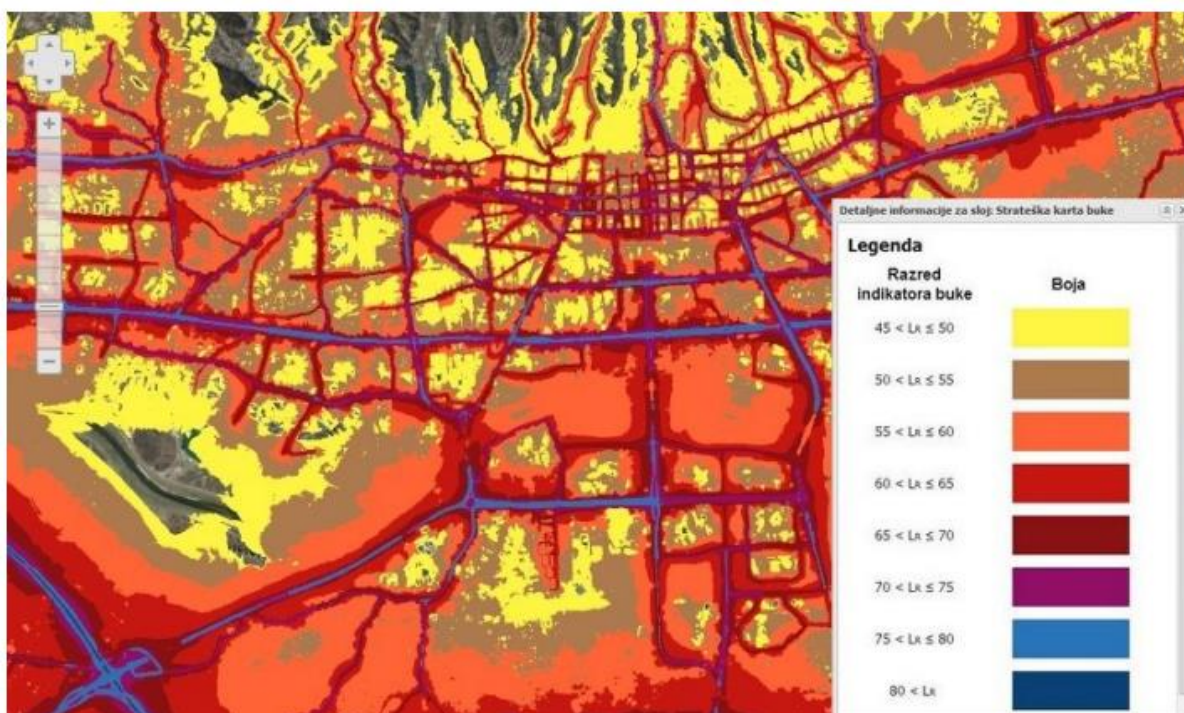 Detaljne informacije za sloj: Strateška karta buke
Legenda
Razred
indikatora buke
Boja
45 < LR ≤ 50
50 < LR ≤ 55
55 < LR ≤ 60
60 < LR ≤ 65
65 < LR ≤ 70
70 < LR ≤ 75
75 < LR ≤ 80
80 < LR